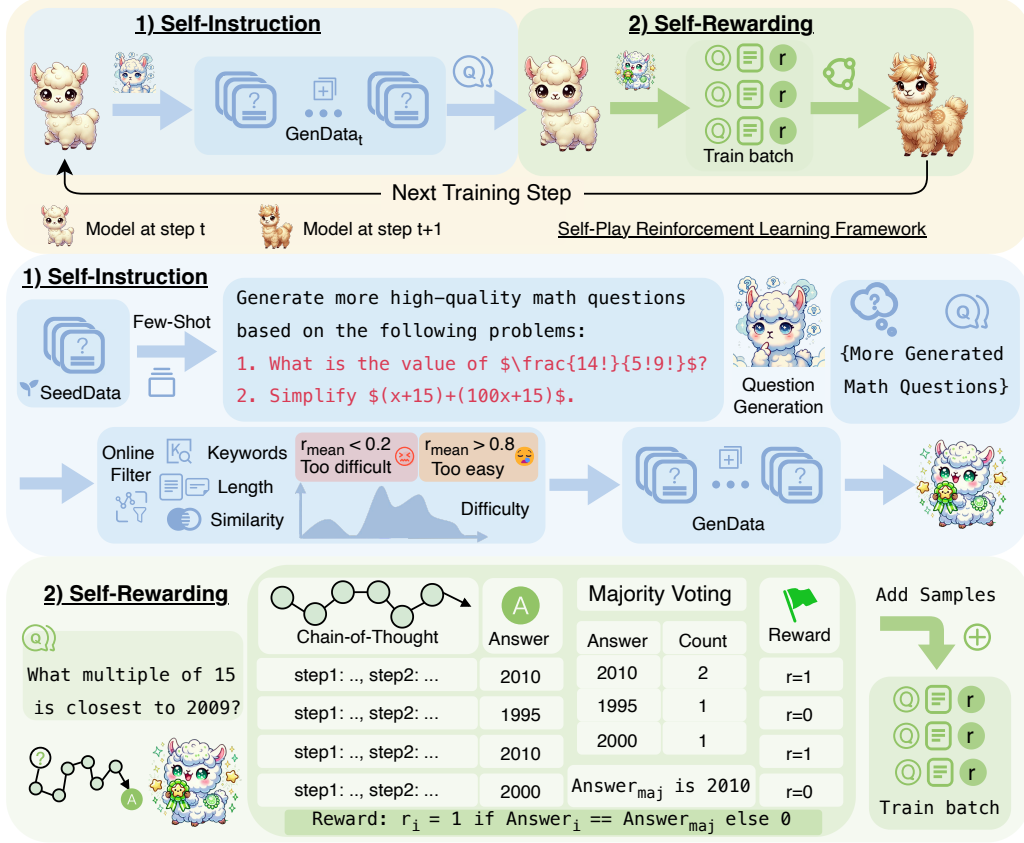 1) Self-Instruction
2) Self-Rewarding
?
?
GenData_t
Q
Q
r
Q
r
Q
r
Train batch
Next Training Step
Model at step t
Model at step t+1
Self-Play Reinforcement Learning Framework
1) Self-Instruction
?
SeedData
Few-Shot
Generate more high-quality math questions
based on the following problems:
1. What is the value of $\frac{14!}{5!9!}$?
2. Simplify $(x+15)+(100x+15)$.
Question
Generation
?
Q
{More Generated
Math Questions}
Online
Filter
K
Keywords
Length
Similarity
r_mean < 0.2
Too difficult
r_mean > 0.8
Too easy
Difficulty
?
?
GenData
2) Self-Rewarding
Q
What multiple of 15
is closest to 2009?
?
A
Chain-of-Thought
A
Answer
Majority Voting
Reward
Answer
Count
step1: .., step2: ...
2010
2010
2
r=1
step1: .., step2: ...
1995
1995
1
r=0
step1: .., step2: ...
2010
2000
1
r=1
step1: .., step2: ...
2000
Answer_maj is 2010
r=0
Reward: r_i = 1 if Answer_i == Answer_maj else 0
Add Samples
Q
r
Q
r
Q
r
Train batch